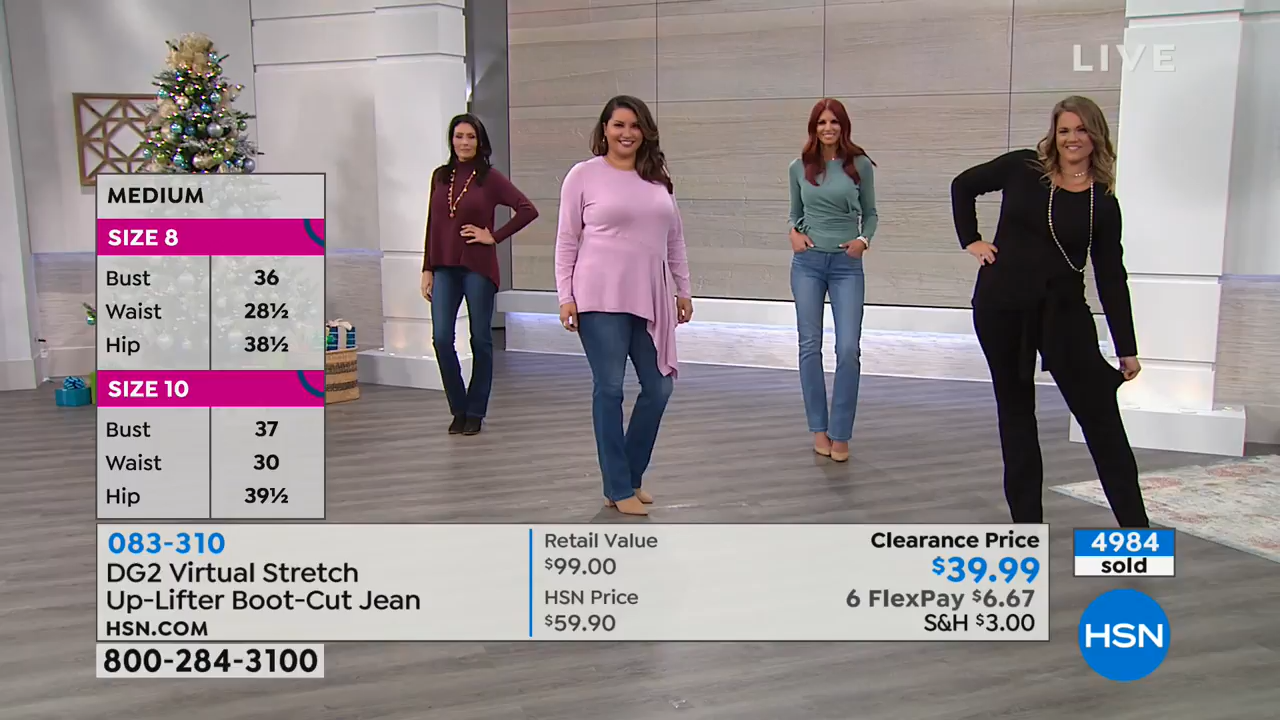 LIVE
MEDIUM
SIZE 8
Bust 36
Waist 28½
Hip 38½
SIZE 10
Bust 37
Waist 30
Hip 39½
083-310
DG2 Virtual Stretch
Up-Lifter Boot-Cut Jean
HSN.COM
800-284-3100
Retail Value
$99.00
HSN Price
$59.90
Clearance Price
$39.99
6 FlexPay $6.67
S&H $3.00
4984
sold
HSN